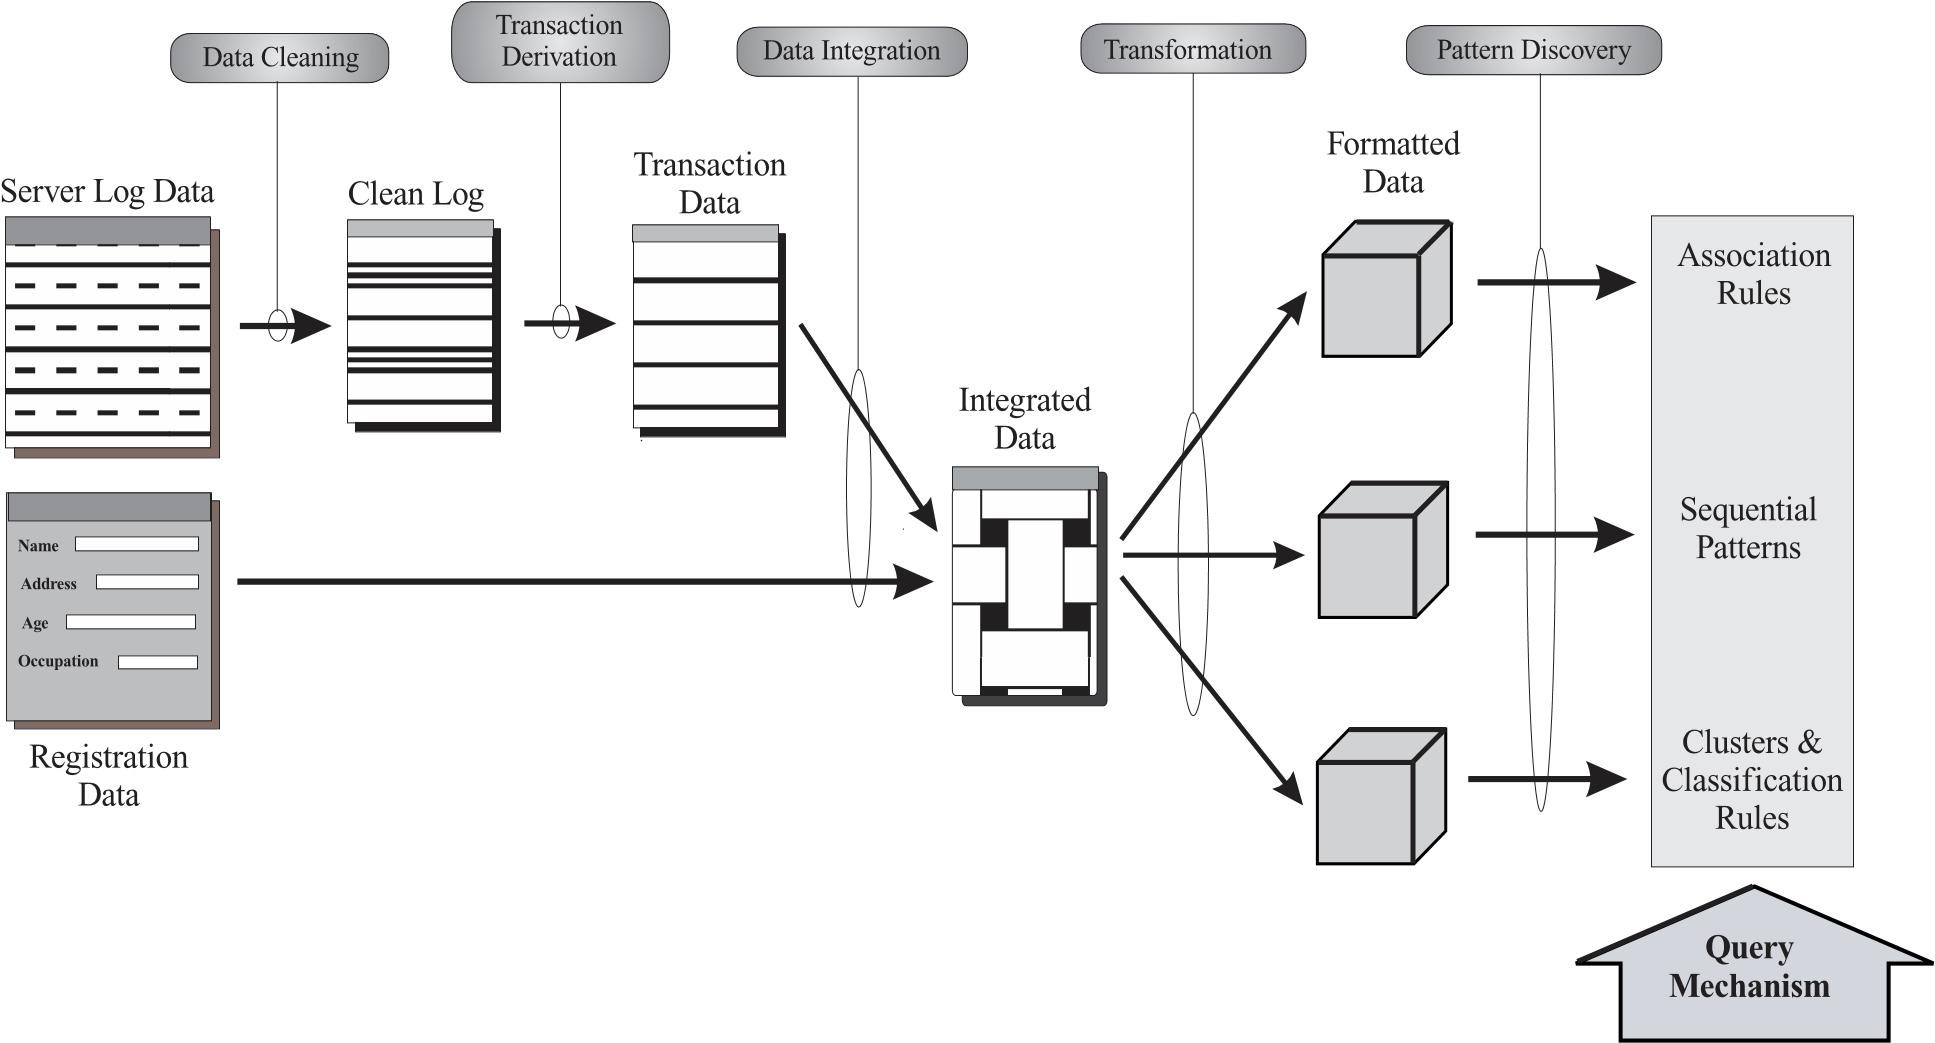 Data Cleaning
Transaction
Derivation
Data Integration
Transformation
Pattern Discovery
Server Log Data
Clean Log
Transaction
Data
Formatted
Data
Integrated
Data
Association
Rules
Sequential
Patterns
Clusters &
Classification
Rules
Name
Address
Age
Occupation
Registration
Data
Query
Mechanism